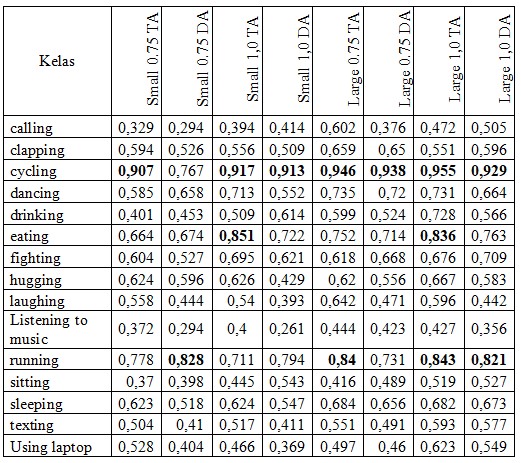 Kelas Small 0.75 TA Small 0.75 DA Small 1,0 TA Small 1,0 DA Large 0.75 TA Large 0.75 DA Large 1,0 TA Large 1,0 DA
calling 0,329 0,294 0,394 0,414 0,602 0,376 0,472 0,505
clapping 0,594 0,526 0,556 0,509 0,659 0,65 0,551 0,596
cycling 0,907 0,767 0,917 0,913 0,946 0,938 0,955 0,929
dancing 0,585 0,658 0,713 0,552 0,735 0,72 0,731 0,664
drinking 0,401 0,453 0,509 0,614 0,599 0,524 0,728 0,566
eating 0,664 0,674 0,851 0,722 0,752 0,714 0,836 0,763
fighting 0,604 0,527 0,695 0,621 0,618 0,668 0,676 0,709
hugging 0,624 0,596 0,626 0,429 0,62 0,556 0,667 0,583
laughing 0,558 0,444 0,54 0,393 0,642 0,471 0,596 0,442
Listening to
music 0,372 0,294 0,4 0,261 0,444 0,423 0,427 0,356
running 0,778 0,828 0,711 0,794 0,84 0,731 0,843 0,821
sitting 0,37 0,398 0,445 0,543 0,416 0,489 0,519 0,527
sleeping 0,623 0,518 0,624 0,547 0,684 0,656 0,682 0,673
texting 0,504 0,41 0,517 0,411 0,551 0,491 0,593 0,577
Using laptop 0,528 0,404 0,466 0,369 0,497 0,46 0,623 0,549